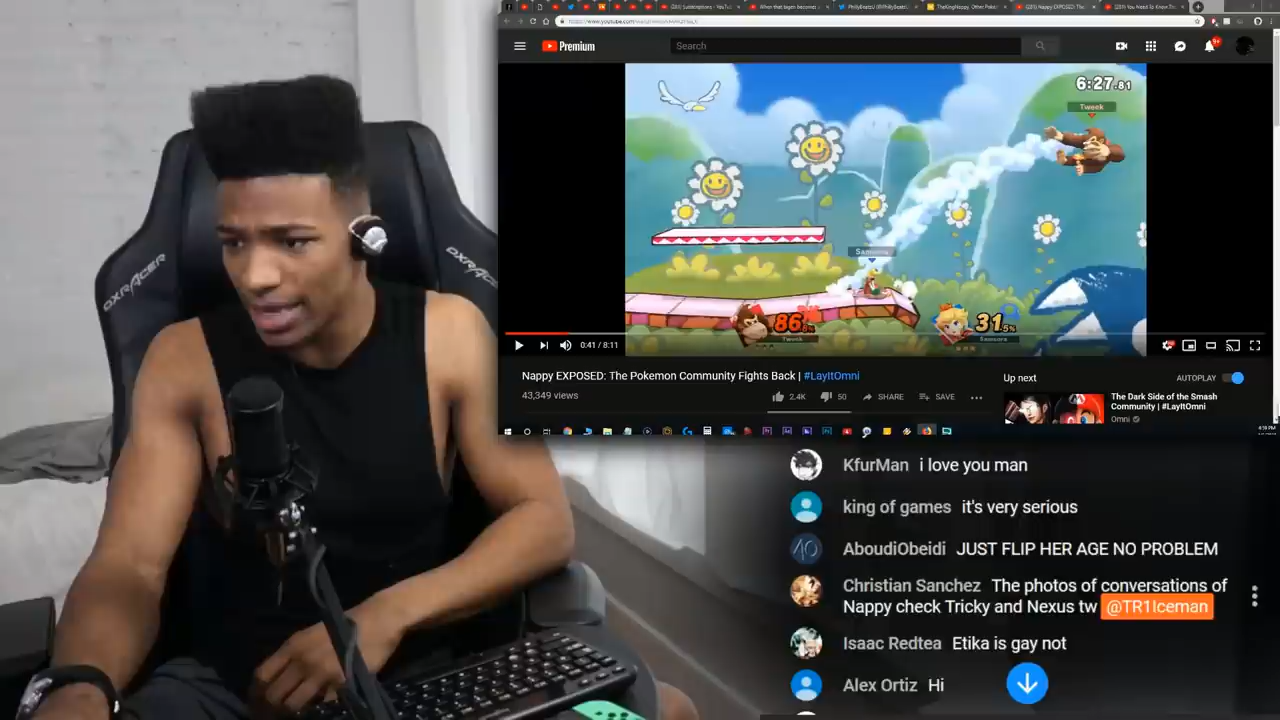 Premium
Search
6:27.81
Tweek
Samsora
86
Tweek
31
Samsora
0:41 / 8:11
Nappy EXPOSED: The Pokemon Community Fights Back | #LayItOmni
43,349 views
2.4K
50
SHARE
SAVE
Up next
AUTOPLAY
The Dark Side of the Smash
Community | #LayItOmni
Omni
DXRACER
DXRACER
KfurMan i love you man
king of games it's very serious
AboudiObeidi JUST FLIP HER AGE NO PROBLEM
Christian Sanchez The photos of conversations of
Nappy check Tricky and Nexus tw @TR1Iceman
Isaac Redtea Etika is gay not
Alex Ortiz Hi